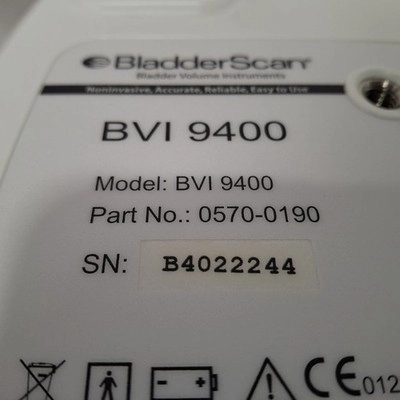 BladderScan
Bladder Volume Instruments
Noninvasive, Accurate, Reliable, Easy to Use
BVI 9400
Model: BVI 9400
Part No.: 0570-0190
SN: B4022244
- +
CE 012